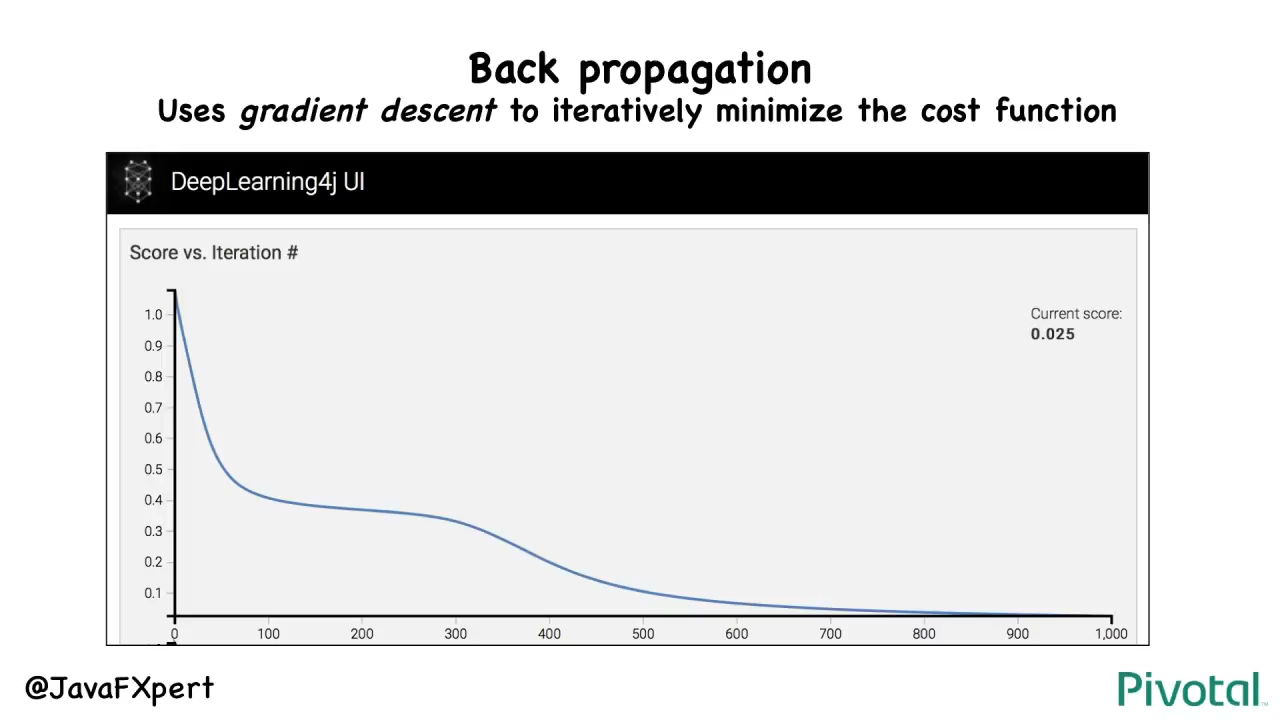 Back propagation
Uses gradient descent to iteratively minimize the cost function
DeepLearning4j UI
Score vs. Iteration #
Current score:
0.025
1.0
0.9
0.8
0.7
0.6
0.5
0.4
0.3
0.2
0.1
0 100 200 300 400 500 600 700 800 900 1,000
@JavaFXpert
Pivotal™